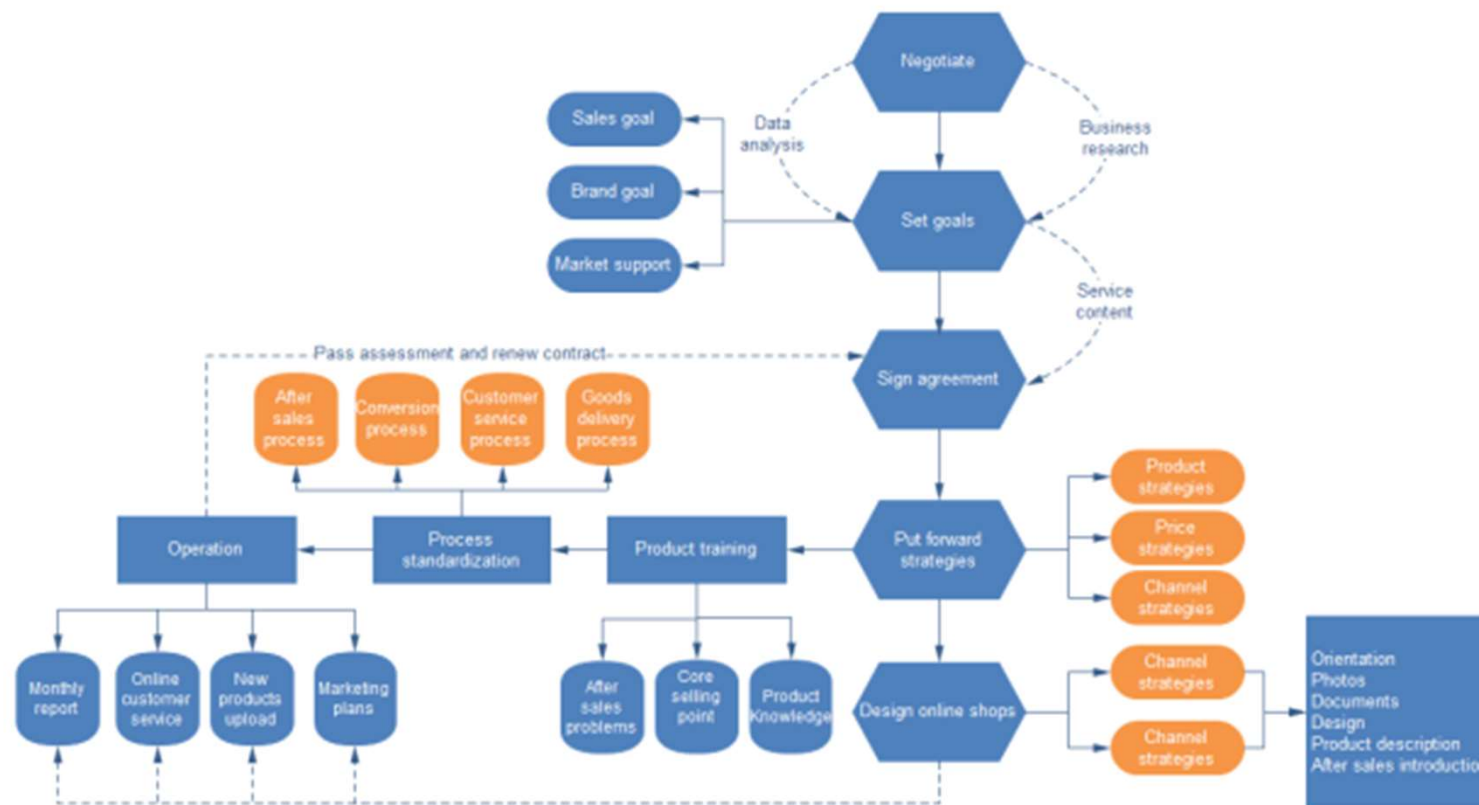 Negotiate
Sales goal
Data
analysis
Business
research
Brand goal
Set goals
Market support
Service
content
Pass assessment and renew contract
Sign agreement
After
sales
process
Conversion
process
Customer
service
process
Goods
delivery
process
Product
strategies
Operation
Process
standardization
Product training
Put forward
strategies
Price
strategies
Channel
strategies
Monthly
report
Online
customer
service
New
products
upload
Marketing
plans
After
sales
problems
Core
selling
point
Product
Knowledge
Design online shops
Channel
strategies
Channel
strategies
Orientation
Photos
Documents
Design
Product description
After sales introduction